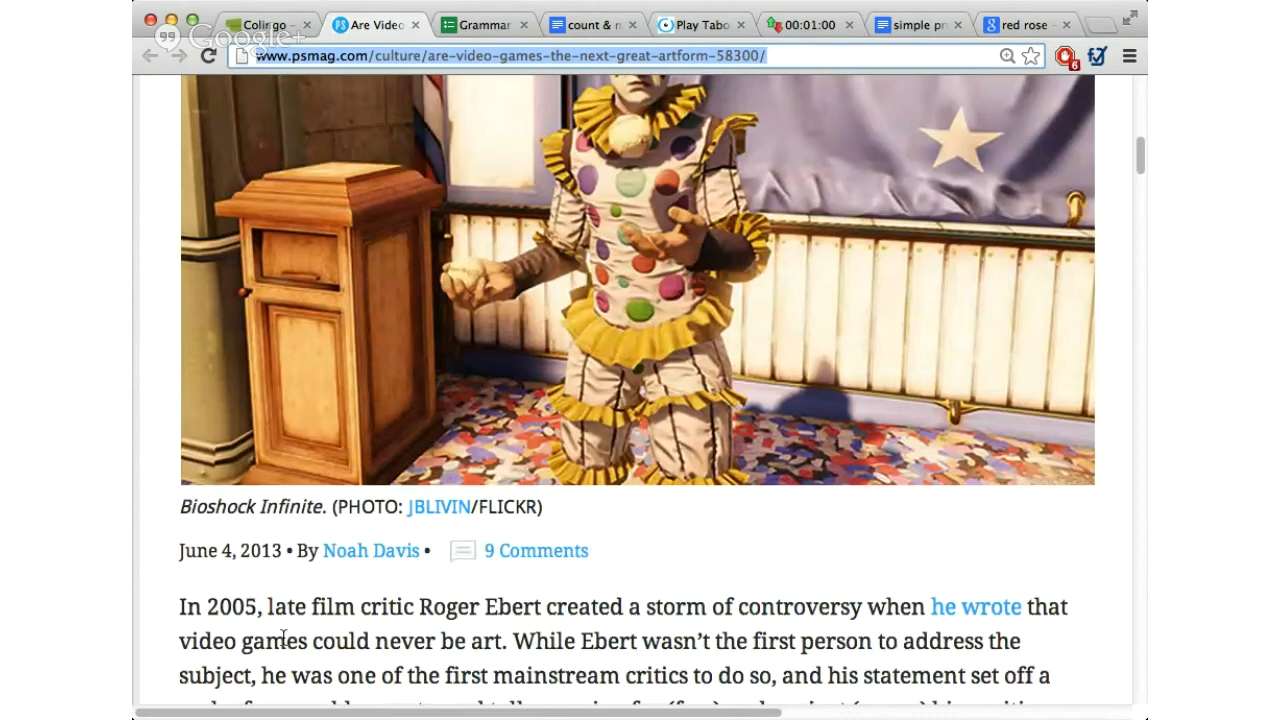 Colingo -
Are Video
Grammar
count & n
Play Tabo
00:01:00
simple pr
red rose -
Google+
www.psmag.com/culture/are-video-games-the-next-great-artform-58300/
6
Bioshock Infinite. (PHOTO: JBLIVIN/FLICKR)
June 4, 2013 • By Noah Davis • 9 Comments
In 2005, late film critic Roger Ebert created a storm of controversy when he wrote that
video games could never be art. While Ebert wasn't the first person to address the
subject, he was one of the first mainstream critics to do so, and his statement set off a